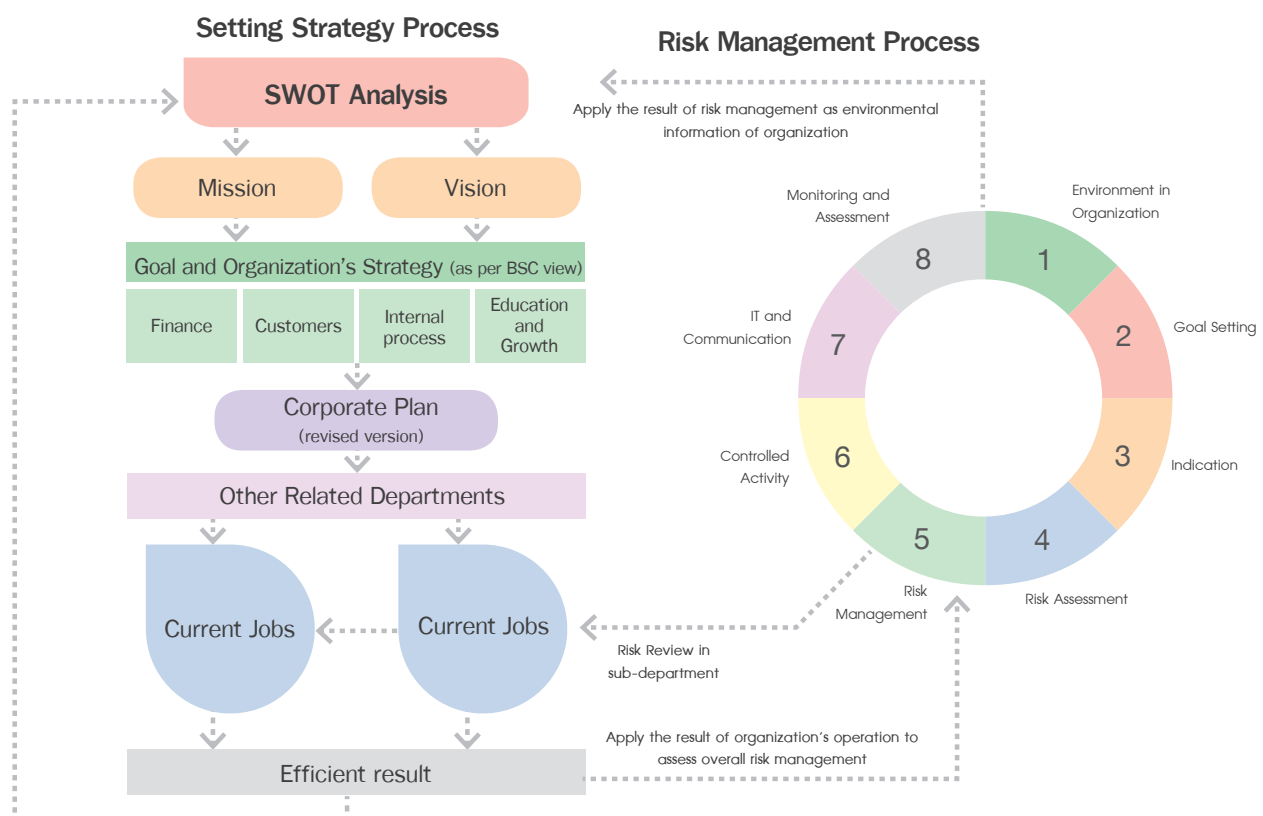 Setting Strategy Process
SWOT Analysis
Mission
Vision
Goal and Organization's Strategy (as per BSC view)
Finance
Customers
Internal
process
Education
and
Growth
Corporate Plan
(revised version)
Other Related Departments
Current Jobs
Current Jobs
Efficient result
Risk Management Process
Apply the result of risk management as environmental
information of organization
Monitoring and
Assessment
Environment in
Organization
8
1
IT and
Communication
7
2
Goal Setting
Controlled
Activity
6
3
Indication
5
4
Risk
Management
Risk Assessment
Risk Review in
sub-department
Apply the result of organization's operation to
assess overall risk management